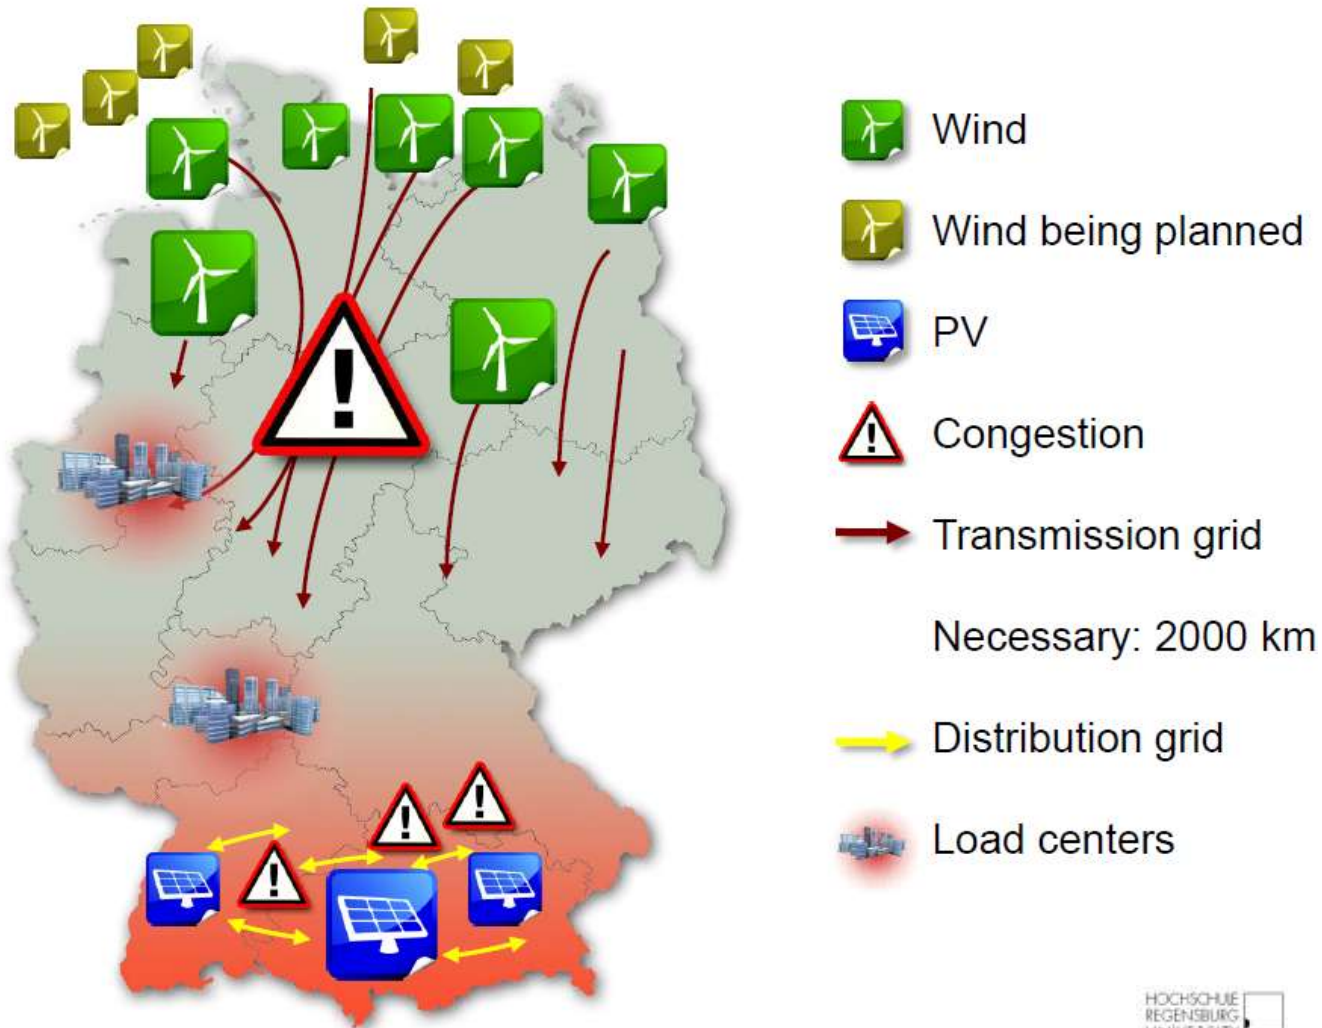 Wind
Wind being planned
PV
Congestion
Transmission grid
Necessary: 2000 km
Distribution grid
Load centers
HOCHSCHULE
REGENSBURG